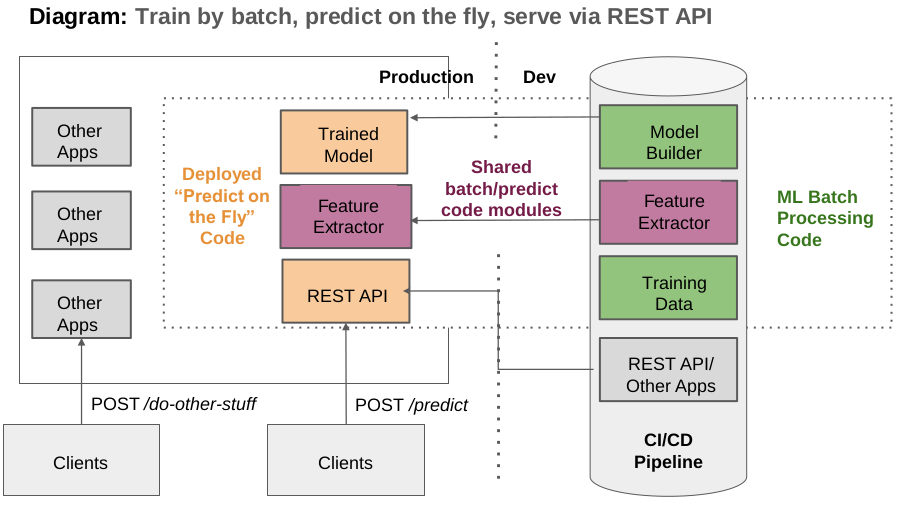 Diagram: Train by batch, predict on the fly, serve via REST API
Production
Dev
Other
Apps
Other
Apps
Other
Apps
Deployed
“Predict on
the Fly”
Code
Trained
Model
Feature
Extractor
REST API
Shared
batch/predict
code modules
Model
Builder
Feature
Extractor
Training
Data
REST API/
Other Apps
CI/CD
Pipeline
ML Batch
Processing
Code
POST /do-other-stuff
POST /predict
Clients
Clients